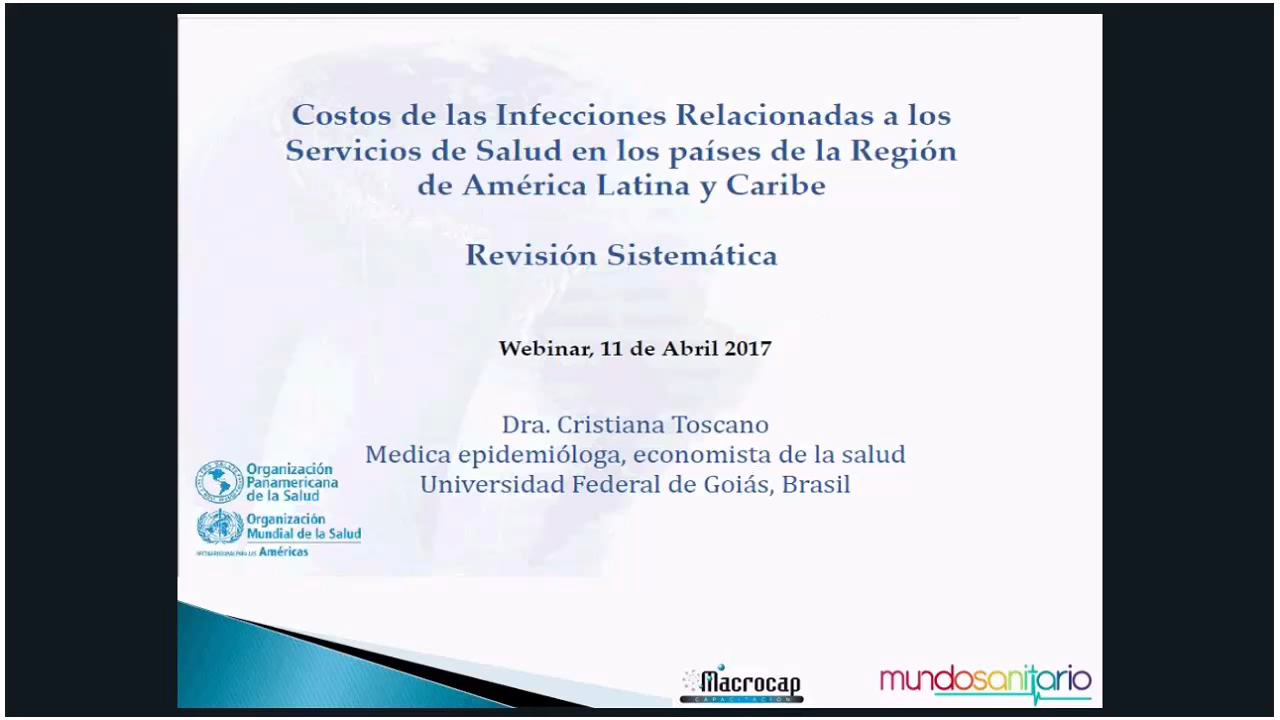 Costos de las Infecciones Relacionadas a los
Servicios de Salud en los países de la Región
de América Latina y Caribe
Revisión Sistemática
Webinar, 11 de Abril 2017
Dra. Cristiana Toscano
Medica epidemióloga, economista de la salud
Universidad Federal de Goiás, Brasil
Organización
Panamericana
de la Salud
Organización
Mundial de la Salud
Américas
Macrocap
CAPACITACIÓN
mundosanitario